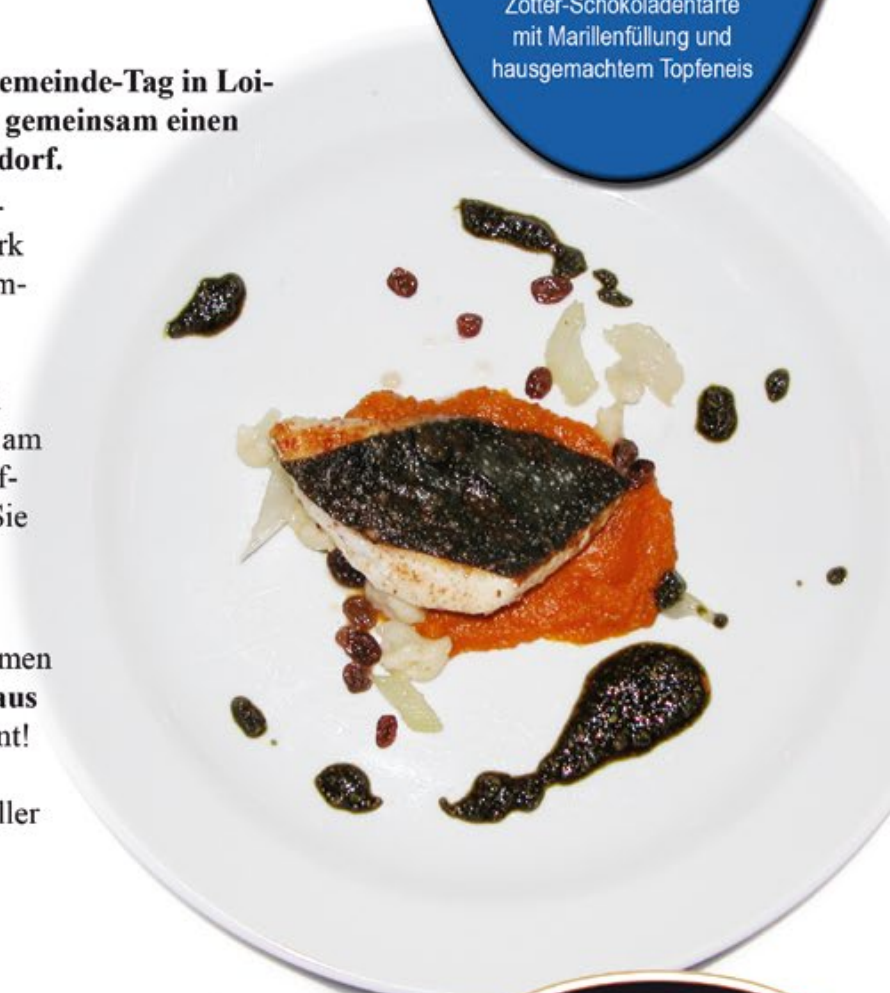 Zotter-Schokoladentarte
mit Marillenfüllung und
hausgemachtem Topfeneis
emeinde-Tag in Loi-
gemeinsam einen
dorf.
-
rk
m-
am
f-
Sie
men
aus
nt!
ller